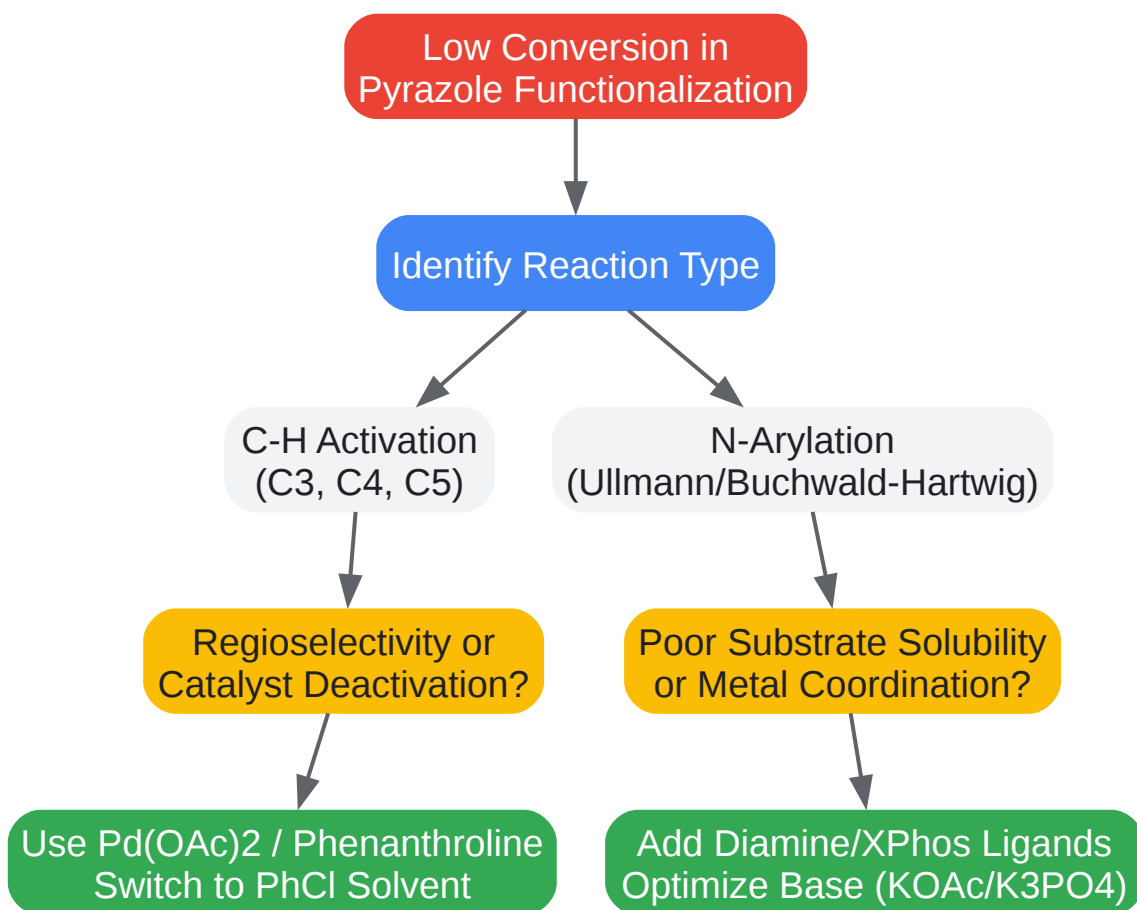 Low Conversion in
Pyrazole Functionalization
Identify Reaction Type
C-H Activation
(C3, C4, C5)
N-Arylation
(Ullmann/Buchwald-Hartwig)
Regioselectivity or
Catalyst Deactivation?
Poor Substrate Solubility
or Metal Coordination?
Use Pd(OAc)2 / Phenanthroline
Switch to PhCl Solvent
Add Diamine/XPhos Ligands
Optimize Base (KOAc/K3PO4)